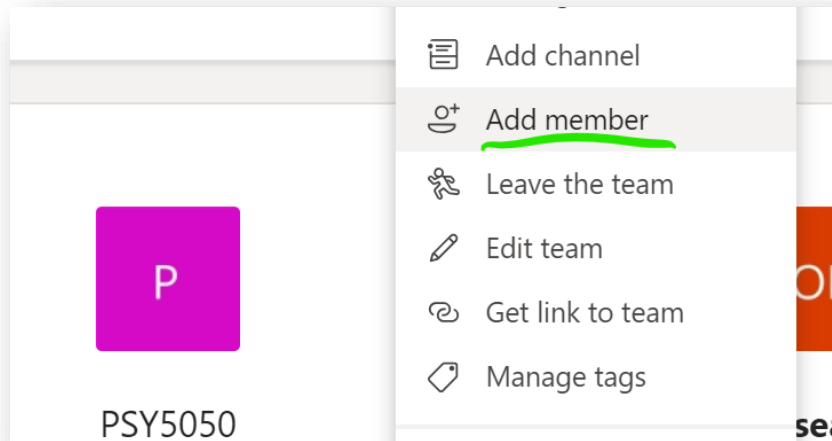 Add channel
Add member
Leave the team
P
Edit team
Get link to team
Manage tags
PSY5050